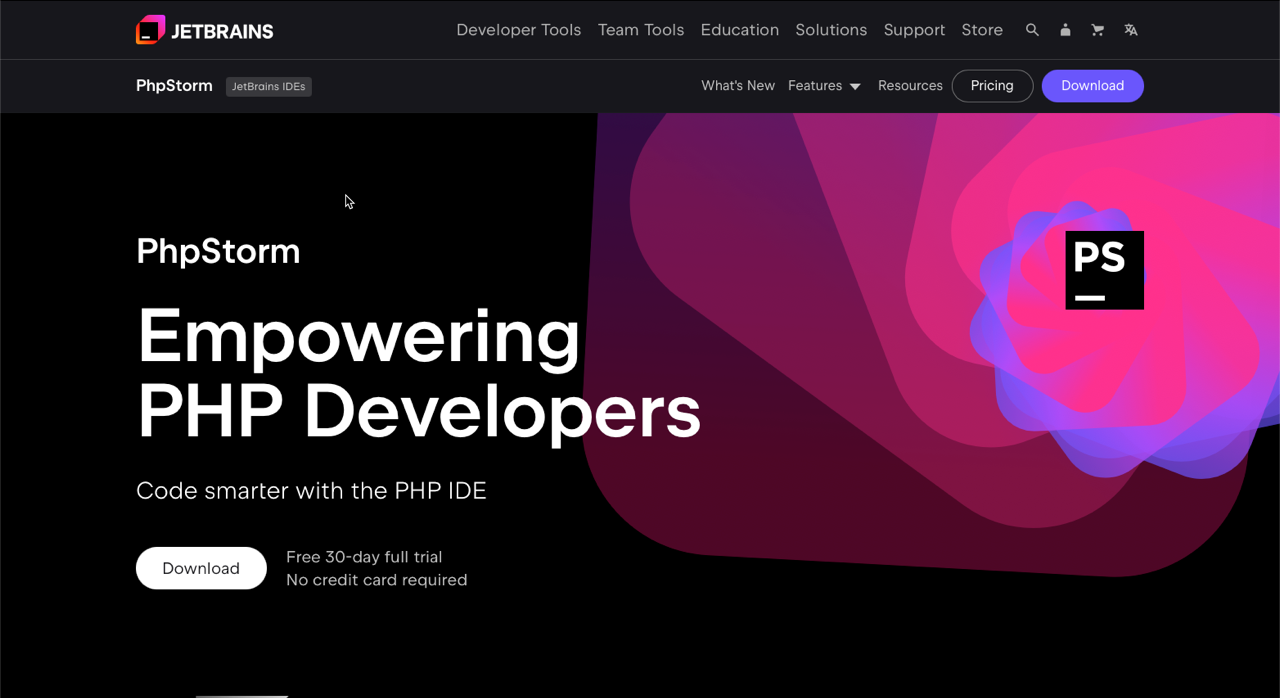 JETBRAINS
Developer Tools Team Tools Education Solutions Support Store
PhpStorm JetBrains IDEs
What's New Features Resources Pricing Download
PS
PhpStorm
Empowering
PHP Developers
Code smarter with the PHP IDE
Download
Free 30-day full trial
No credit card required